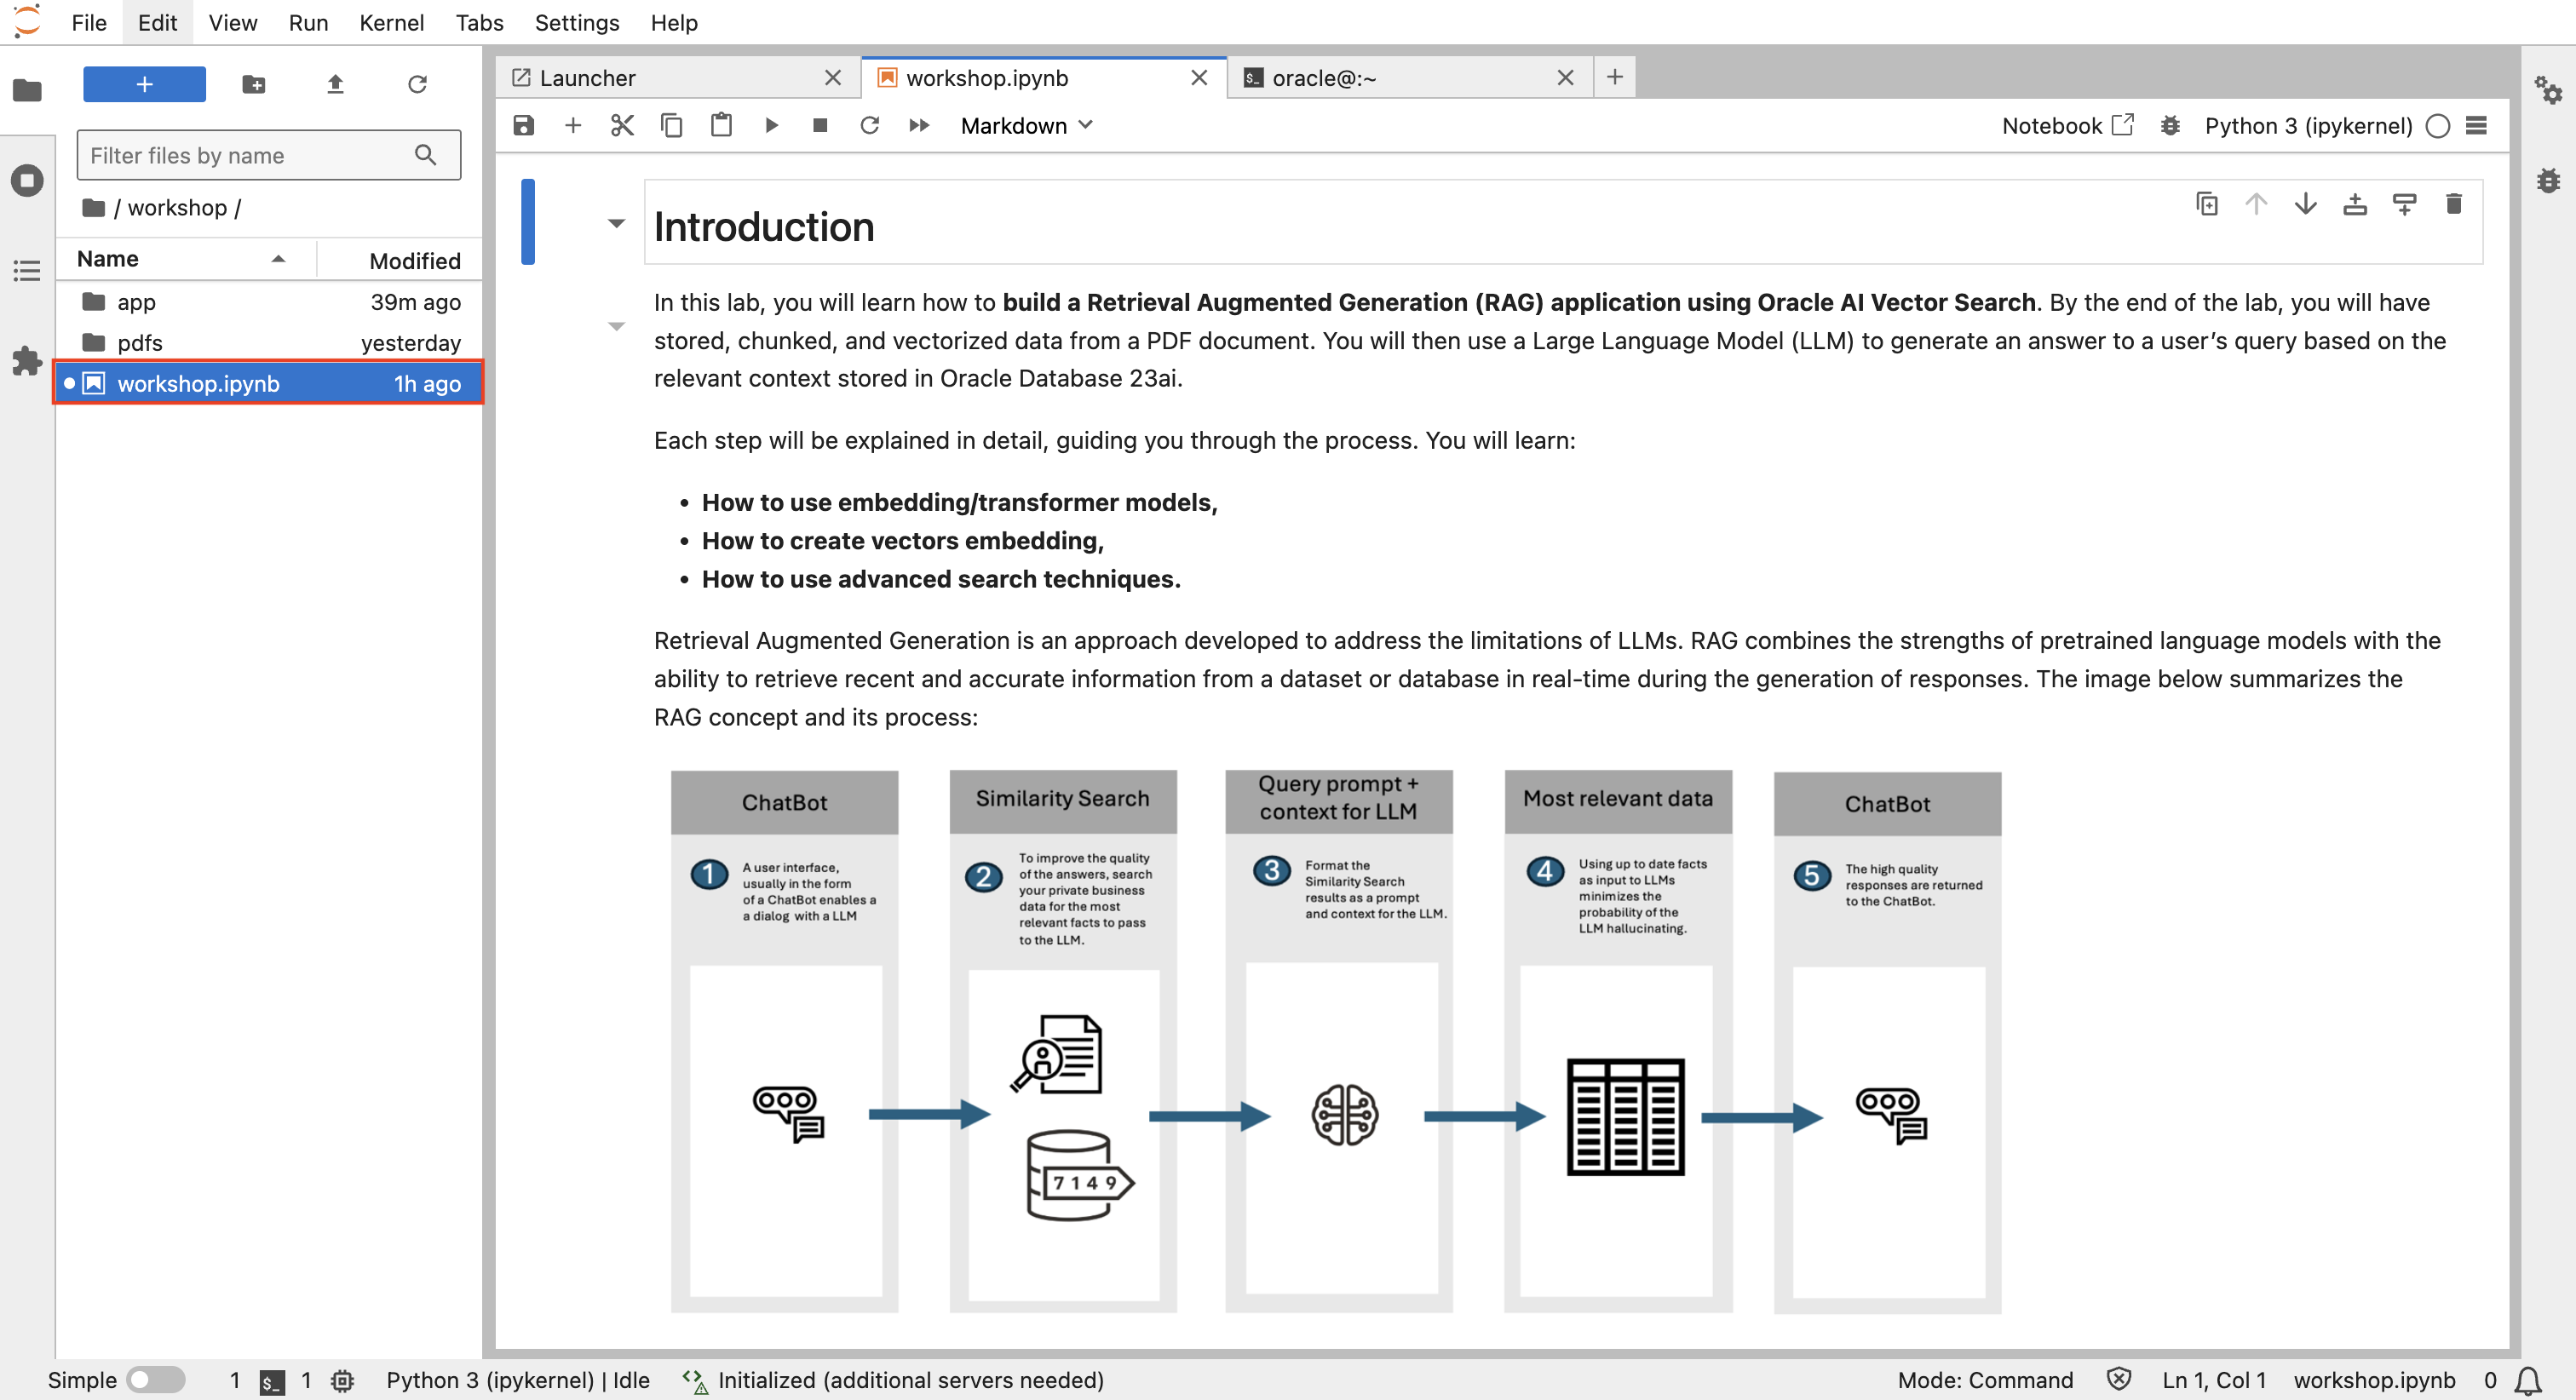 File Edit View Run Kernel Tabs Settings Help
Filter files by name
/ workshop /
Name Modified
app 39m ago
pdfs yesterday
workshop.ipynb 1h ago
Launcher workshop.ipynb oracle@:~
Markdown Notebook Python 3 (ipykernel)
Introduction
In this lab, you will learn how to build a Retrieval Augmented Generation (RAG) application using Oracle AI Vector Search. By the end of the lab, you will have
stored, chunked, and vectorized data from a PDF document. You will then use a Large Language Model (LLM) to generate an answer to a user’s query based on the
relevant context stored in Oracle Database 23ai.
Each step will be explained in detail, guiding you through the process. You will learn:
• How to use embedding/transformer models,
• How to create vectors embedding,
• How to use advanced search techniques.
Retrieval Augmented Generation is an approach developed to address the limitations of LLMs. RAG combines the strengths of pretrained language models with the
ability to retrieve recent and accurate information from a dataset or database in real-time during the generation of responses. The image below summarizes the
RAG concept and its process:
ChatBot
1
A user interface,
usually in the form
of a ChatBot enables a
a dialog with a LLM
Similarity Search
2
To improve the quality
of the answers, search
your private business
data for the most
relevant facts to pass
to the LLM.
7 1 4 9
Query prompt +
context for LLM
3
Format the
Similarity Search
results as a prompt
and context for the LLM.
Most relevant data
4
Using up to date facts
as input to LLMs
minimizes the
probability of the
LLM hallucinating.
ChatBot
5
The high quality
responses are returned
to the ChatBot.
Simple 1 $_ 1 Python 3 (ipykernel) | Idle Initialized (additional servers needed) Mode: Command Ln 1, Col 1 workshop.ipynb 0